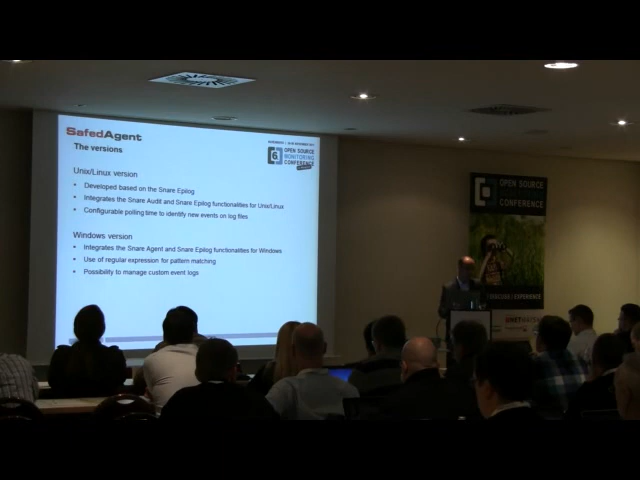 SafedAgent
The versions
OPEN SOURCE
MONITORING
CONFERENCE
Unix/Linux version
• Developed based on the Snare Epilog
• Integrates the Snare Audit and Snare Epilog functionalities for Unix/Linux
• Configurable polling time to identify new events on log files
Windows version
• Integrates the Snare Agent and Snare Epilog functionalities for Windows
• Use of regular expression for pattern matching
• Possibility to manage custom event logs
OPEN SOURCE
CONFERENCE